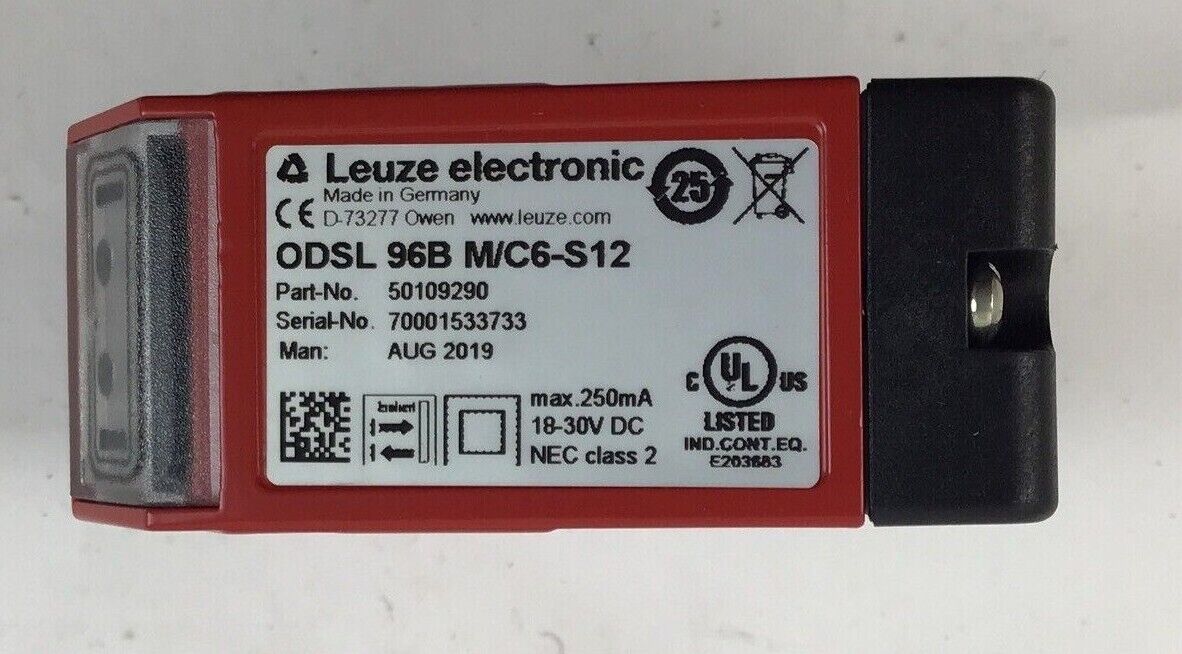 Leuze electronic
Made in Germany
CE D-73277 Owen www.leuze.com
25
ODSL 96B M/C6-S12
Part-No. 50109290
Serial-No. 70001533733
Man: AUG 2019
max.250mA
18-30V DC
NEC class 2
C UL US
LISTED
IND.CONT.EQ.
E203683